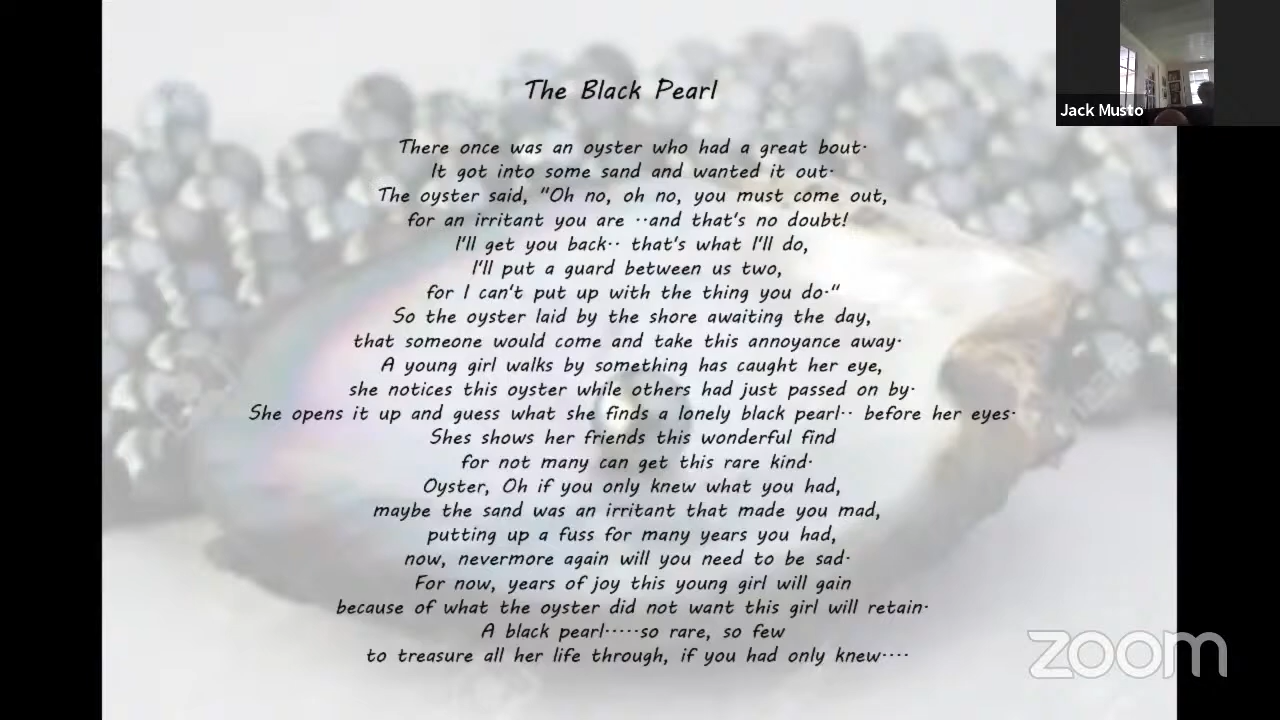 The Black Pearl
There once was an oyster who had a great bout.
It got into some sand and wanted it out.
The oyster said, "Oh no, oh no, you must come out,
for an irritant you are ..and that's no doubt!
I'll get you back.. that's what I'll do,
I'll put a guard between us two,
for I can't put up with the thing you do."
So the oyster laid by the shore awaiting the day,
that someone would come and take this annoyance away.
A young girl walks by something has caught her eye,
she notices this oyster while others had just passed on by.
She opens it up and guess what she finds a lonely black pearl.. before her eyes.
Shes shows her friends this wonderful find
for not many can get this rare kind.
Oyster, Oh if you only knew what you had,
maybe the sand was an irritant that made you mad,
putting up a fuss for many years you had,
now, nevermore again will you need to be sad.
For now, years of joy this young girl will gain
because of what the oyster did not want this girl will retain.
A black pearl.....so rare, so few
to treasure all her life through, if you had only knew....
Jack Musto
zoom